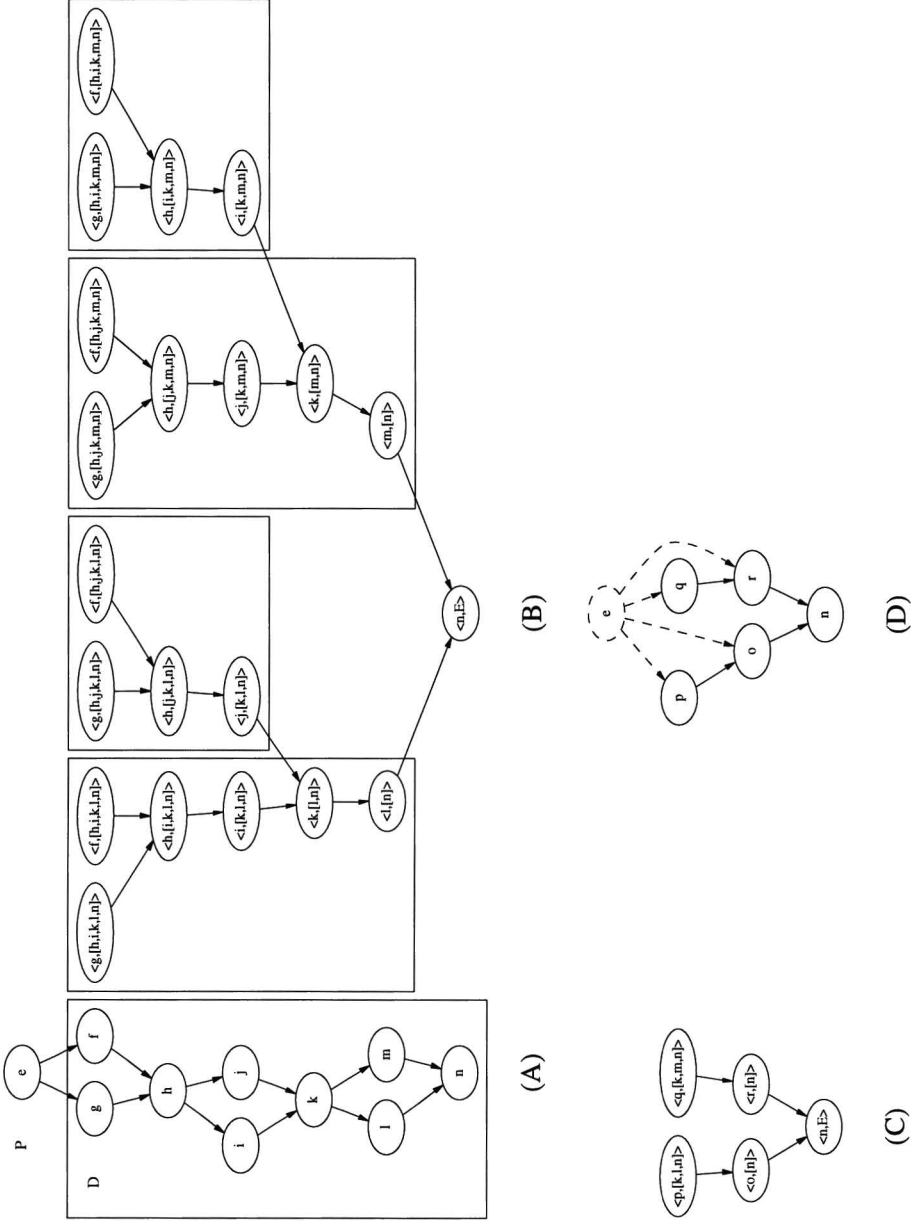 P
e
D
g
f
h
i
j
k
l
m
n
(A)
<g,[h,i,k,l,n]>
<f,[h,i,k,l,n]>
<h,[i,k,l,n]>
<i,[k,l,n]>
<k,[l,n]>
<l,[n]>
<g,[h,j,k,l,n]>
<f,[h,j,k,l,n]>
<h,[j,k,l,n]>
<j,[k,l,n]>
<g,[h,j,k,m,n]>
<f,[h,j,k,m,n]>
<h,[j,k,m,n]>
<j,[k,m,n]>
<k,[m,n]>
<m,[n]>
<g,[h,i,k,m,n]>
<f,[h,i,k,m,n]>
<h,[i,k,m,n]>
<i,[k,m,n]>
<n,E>
(B)
<p,[k,l,n]>
<q,[k,m,n]>
<o,[n]>
<r,[n]>
<n,E>
(C)
e
p
q
o
r
n
(D)